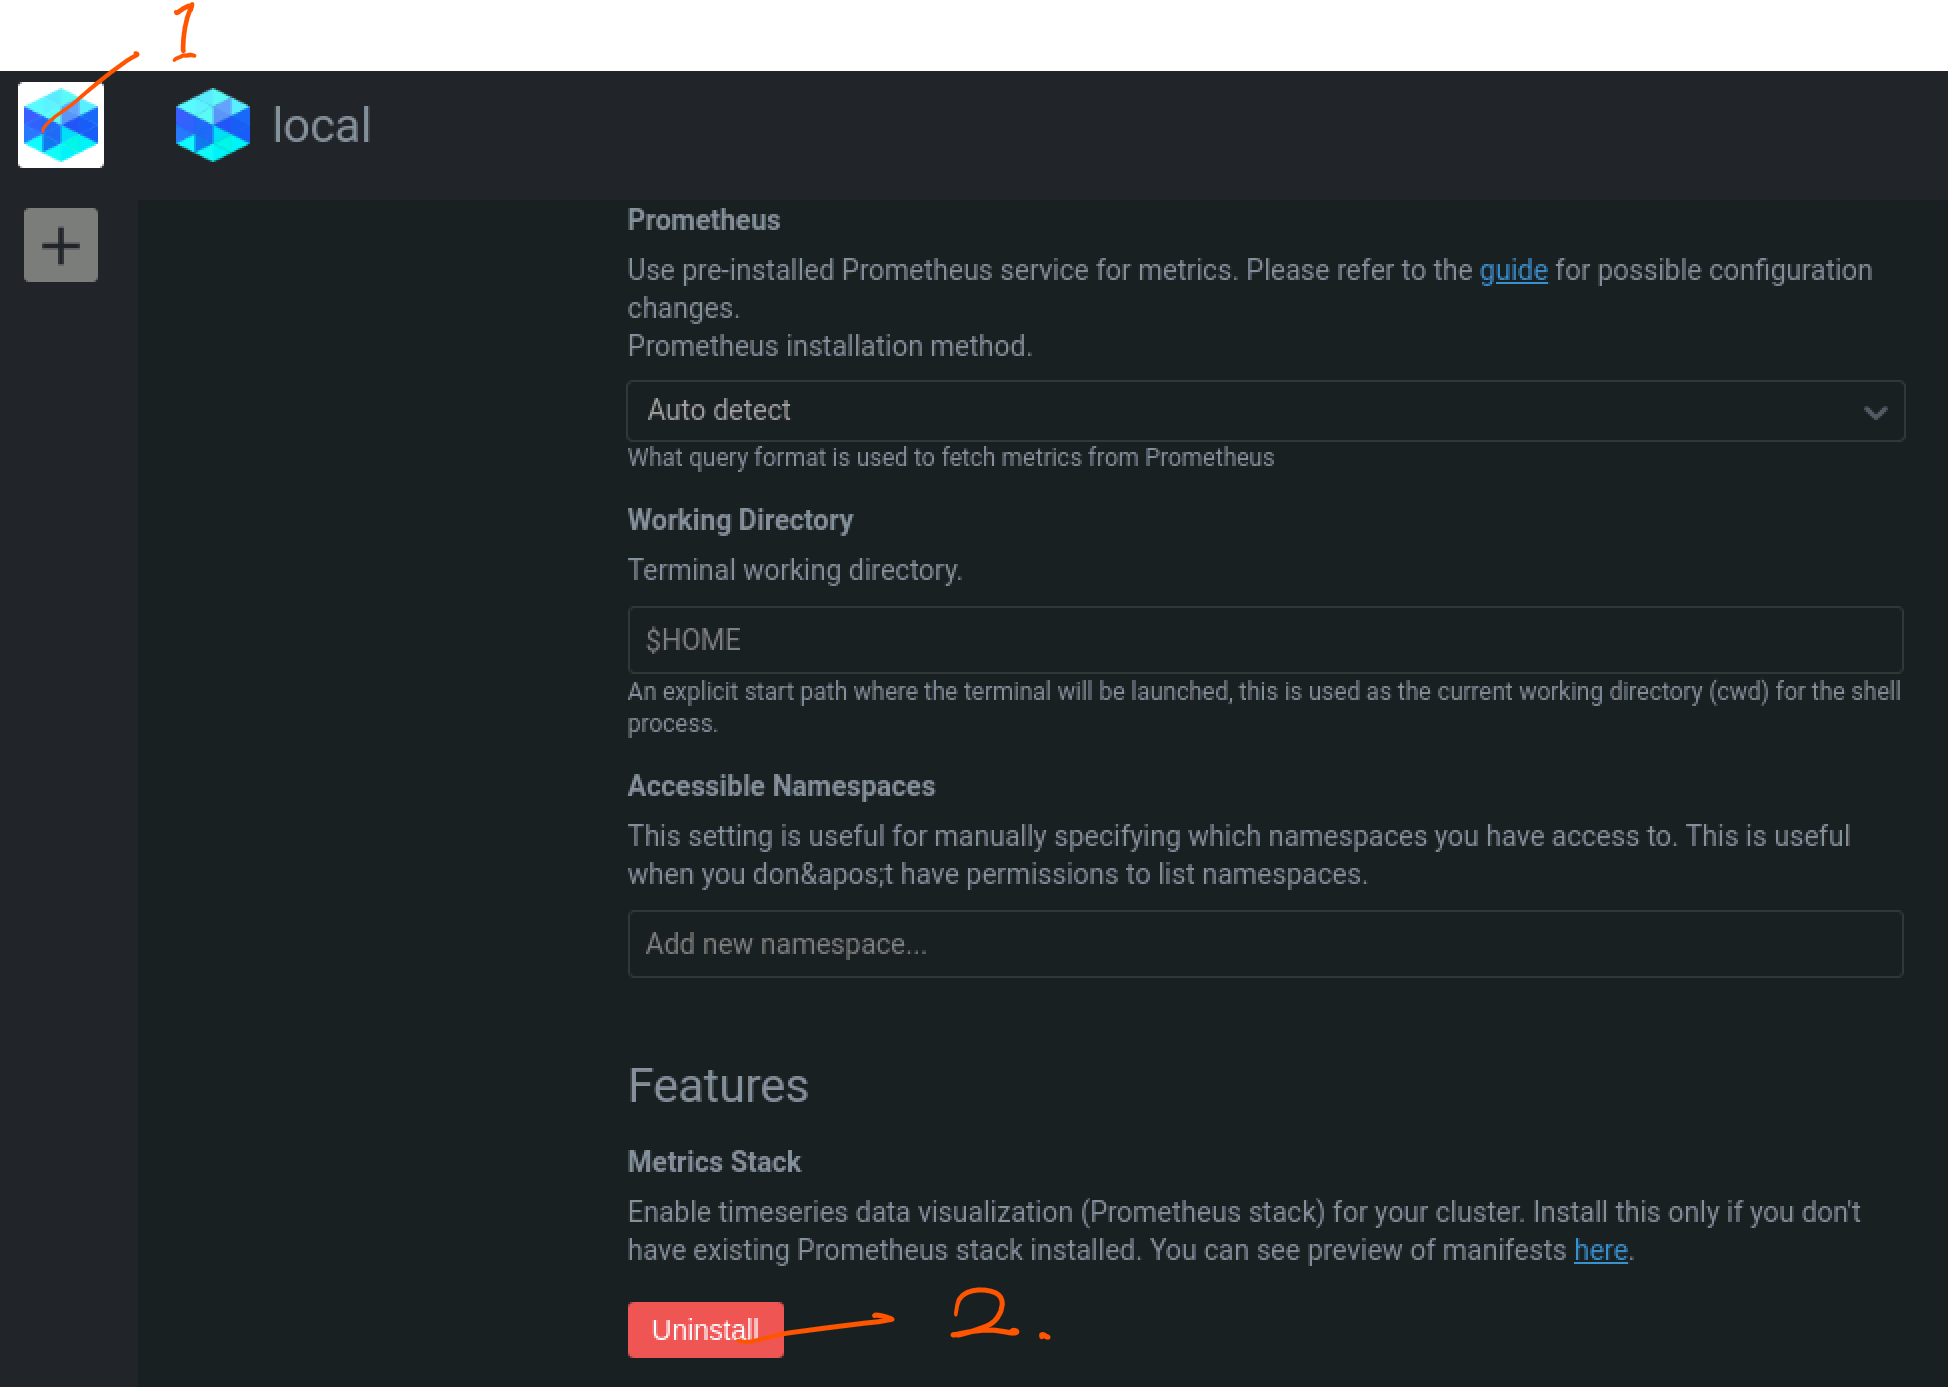 1
local
Prometheus
Use pre-installed Prometheus service for metrics. Please refer to the guide for possible configuration
changes.
Prometheus installation method.
Auto detect
What query format is used to fetch metrics from Prometheus
Working Directory
Terminal working directory.
$HOME
An explicit start path where the terminal will be launched, this is used as the current working directory (cwd) for the shell
process.
Accessible Namespaces
This setting is useful for manually specifying which namespaces you have access to. This is useful
when you don&apos;t have permissions to list namespaces.
Add new namespace...
Features
Metrics Stack
Enable timeseries data visualization (Prometheus stack) for your cluster. Install this only if you don't
have existing Prometheus stack installed. You can see preview of manifests here.
Uninstall 2.